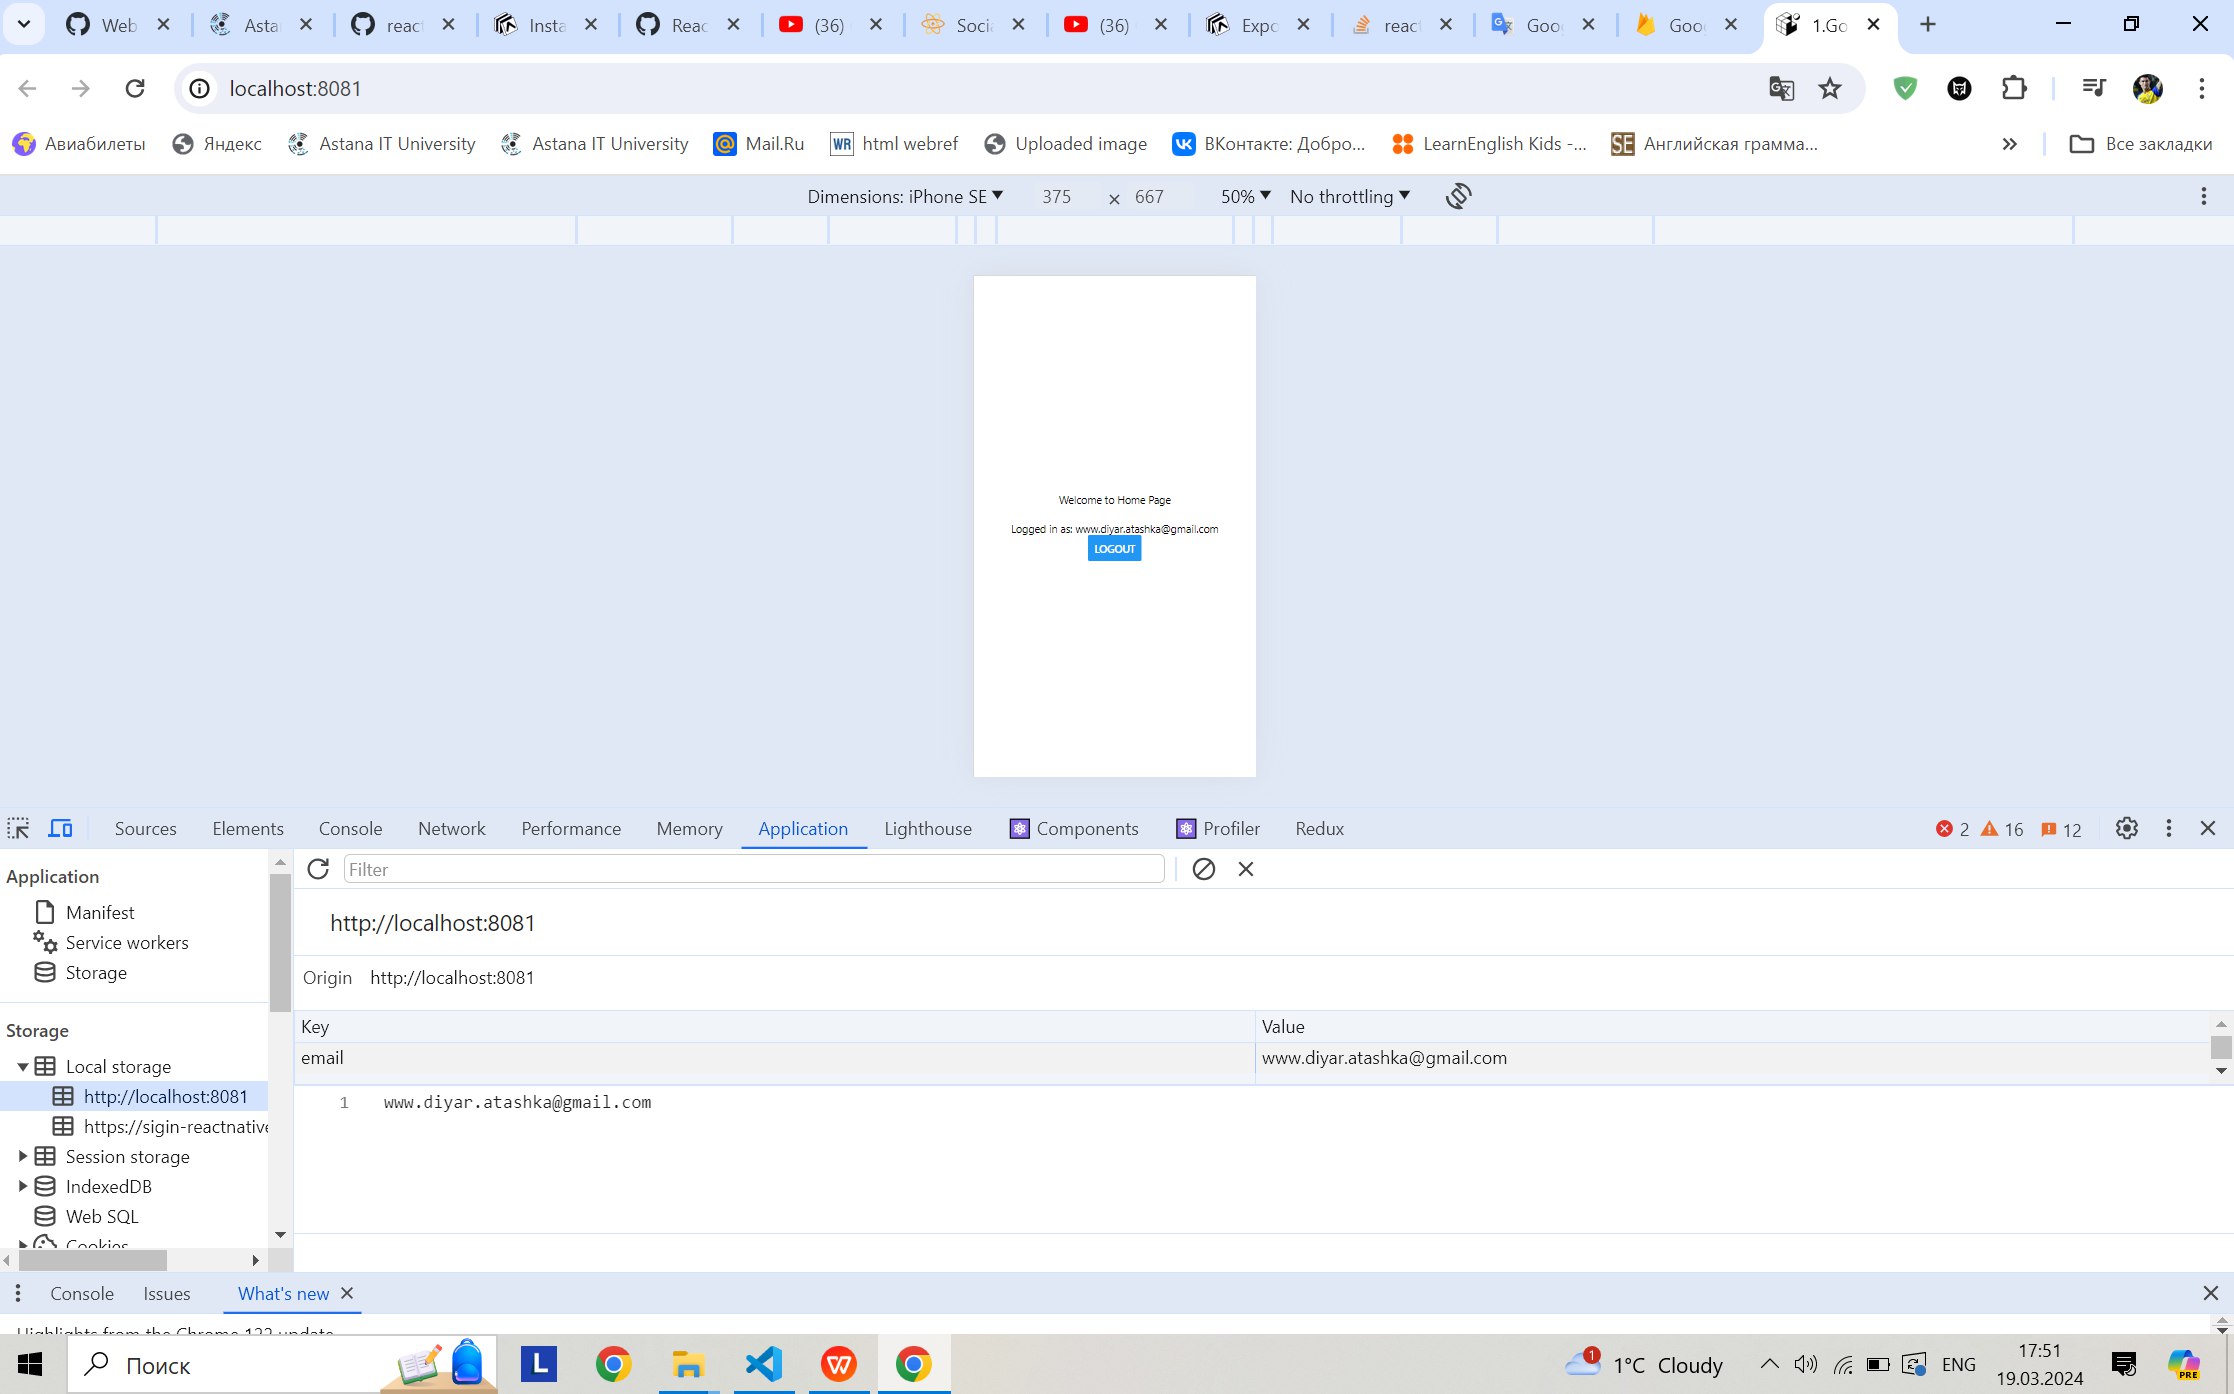 Web
Asta
react
Insta
Reac
(36)
Socia
(36)
Expo
react
Goo
Goo
1.Go
localhost:8081
Авиабилеты
Яндекс
Astana IT University
Astana IT University
Mail.Ru
WR html webref
Uploaded image
ВКонтакте: Добро...
LearnEnglish Kids -...
SE Английская грамма...
Все закладки
Dimensions: iPhone SE 375 × 667 50% No throttling
Welcome to Home Page
Logged in as: www.diyar.atashka@gmail.com
LOGOUT
Sources Elements Console Network Performance Memory Application Lighthouse Components Profiler Redux 2 16 12
Filter
Application
Manifest
Service workers
Storage
Storage
Local storage
http://localhost:8081
https://sigin-reactnative
Session storage
IndexedDB
Web SQL
Cookies
http://localhost:8081
Origin http://localhost:8081
Key Value
email www.diyar.atashka@gmail.com
1 www.diyar.atashka@gmail.com
Console Issues What's new
Highlights from the Chrome 122 update
Поиск
L
W
1
1°C Cloudy
ENG
17:51
19.03.2024
PRE